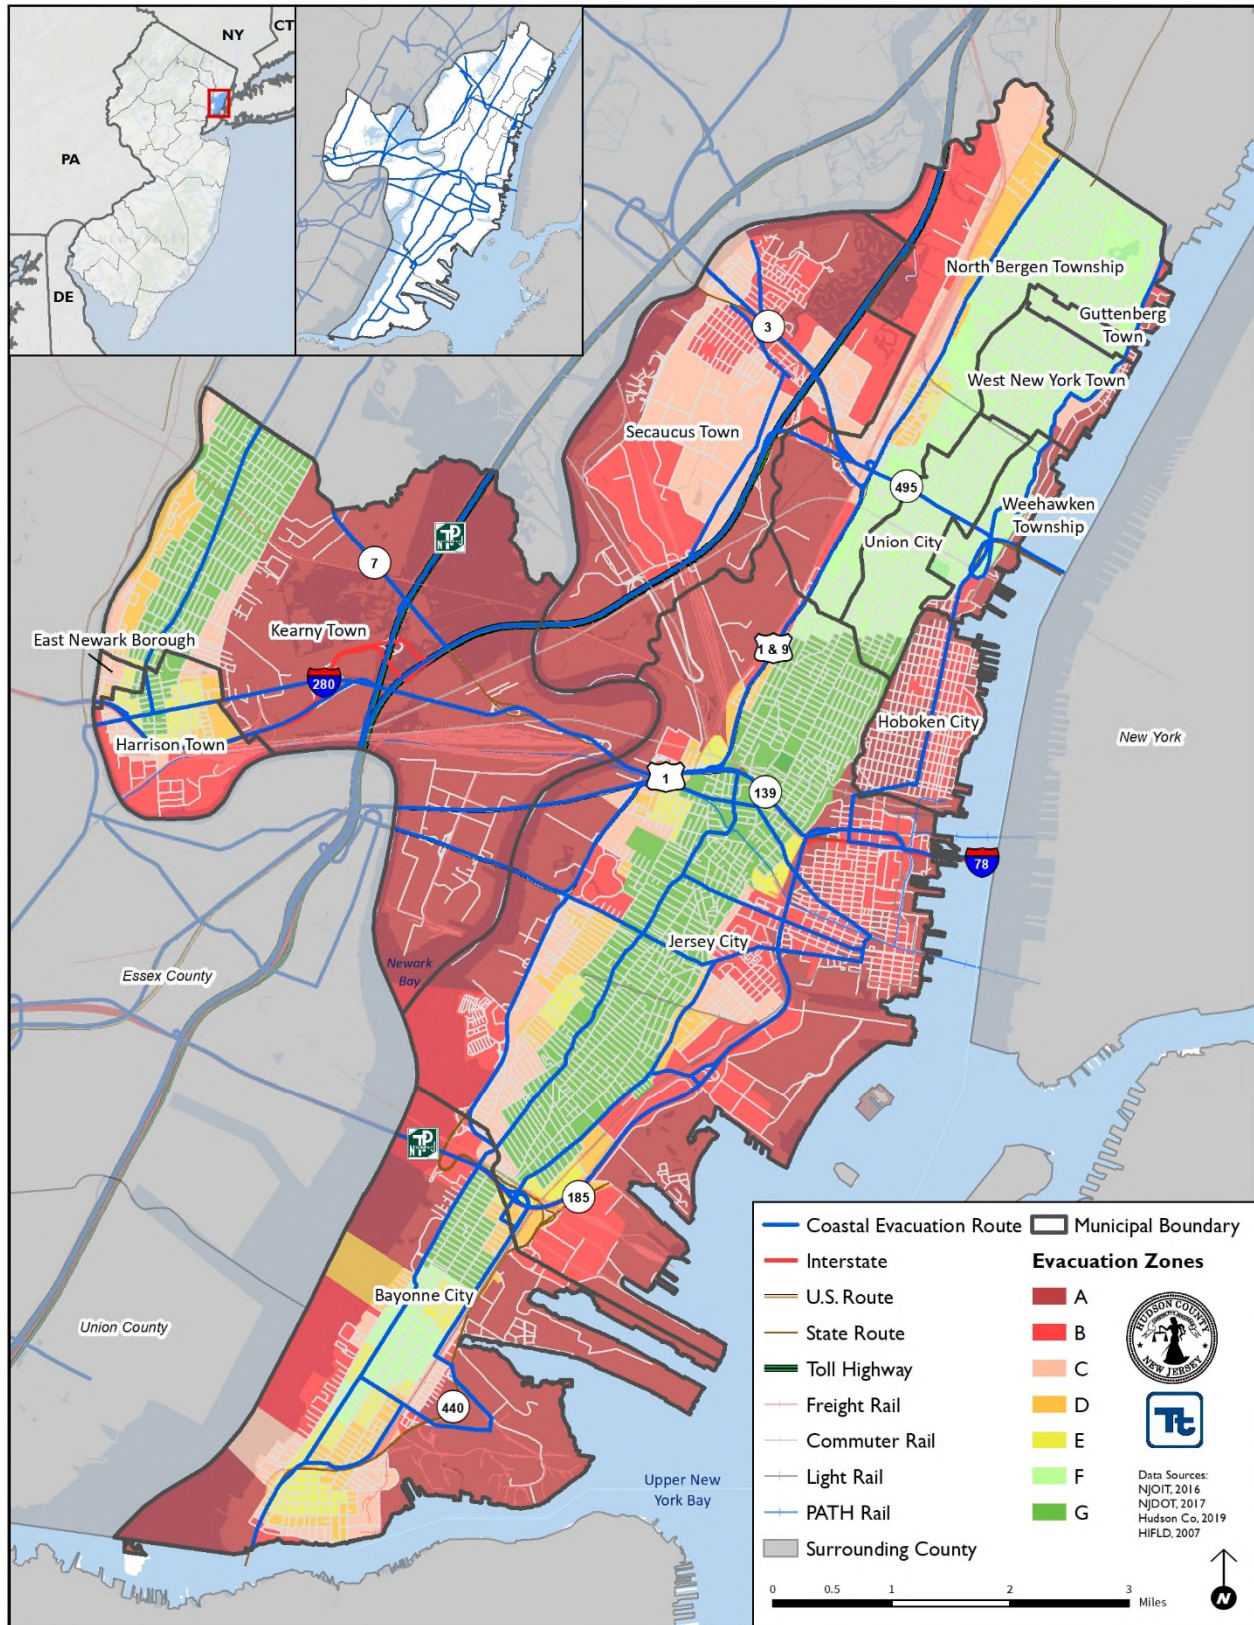 NY
CT
PA
DE
North Bergen Township
Guttenberg
Town
3
West New York Town
Secaucus Town
495
Weehawken
Township
Union City
7
East Newark Borough
Kearny Town
1 & 9
280
Hoboken City
Harrison Town
New York
1
139
78
Jersey City
Essex County
Newark
Bay
185
Bayonne City
Union County
440
Upper New
York Bay
Coastal Evacuation Route
Interstate
U.S. Route
State Route
Toll Highway
Freight Rail
Commuter Rail
Light Rail
PATH Rail
Surrounding County
Municipal Boundary
Evacuation Zones
A
B
C
D
E
F
G
HUDSON COUNTY
NEW JERSEY
Tt
Data Sources:
NJOIT, 2016
NJDOT, 2017
Hudson Co, 2019
HIFLD, 2007
N
0 0.5 1 2 3
Miles